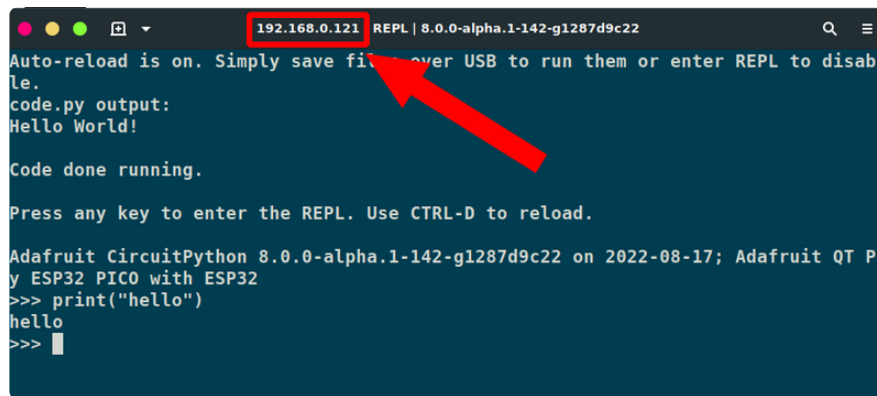 192.168.0.121 REPL | 8.0.0-alpha.1-142-g1287d9c22
Auto-reload is on. Simply save fil over USB to run them or enter REPL to disab
le.
code.py output:
Hello World!
Code done running.
Press any key to enter the REPL. Use CTRL-D to reload.
Adafruit CircuitPython 8.0.0-alpha.1-142-g1287d9c22 on 2022-08-17; Adafruit QT P
y ESP32 PICO with ESP32
>>> print("hello")
hello
>>>